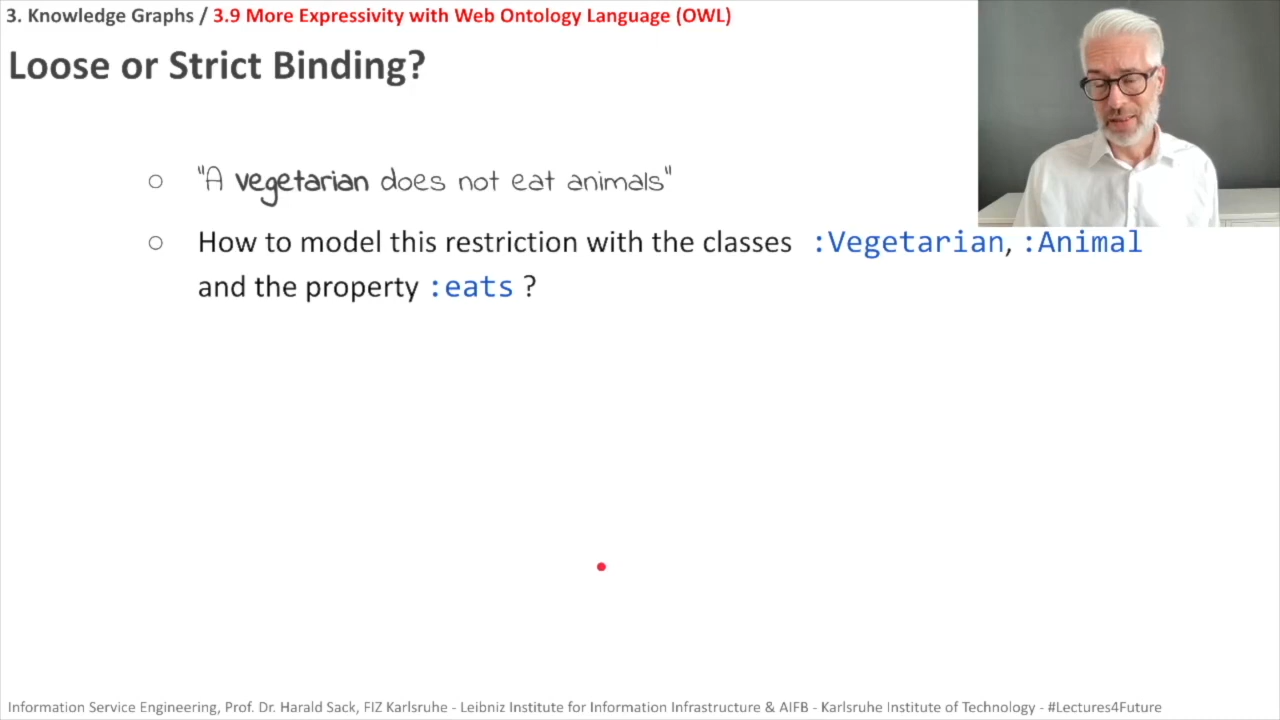 3. Knowledge Graphs / 3.9 More Expressivity with Web Ontology Language (OWL)
Loose or Strict Binding?
○ "A vegetarian does not eat animals"
○ How to model this restriction with the classes :Vegetarian, :Animal
and the property :eats ?
Information Service Engineering, Prof. Dr. Harald Sack, FIZ Karlsruhe - Leibniz Institute for Information Infrastructure & AIFB - Karlsruhe Institute of Technology - #Lectures4Future